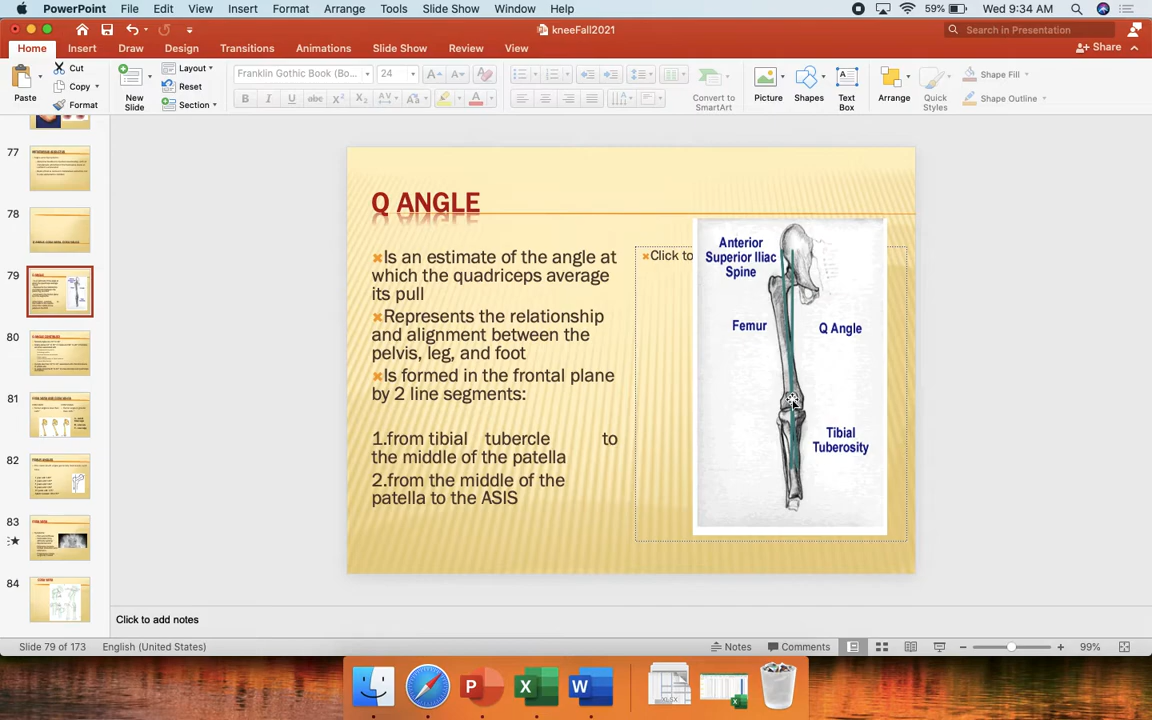 PowerPoint File Edit View Insert Format Arrange Tools Slide Show Window Help
59% Wed 9:34 AM
kneeFall2021
Search in Presentation
Home Insert Draw Design Transitions Animations Slide Show Review View
Share
Cut
Copy
Format
Paste
New
Slide
Layout
Reset
Section
Franklin Gothic Book (Bo... 24
Convert to
SmartArt
Picture
Shapes
Text
Box
Arrange
Quick
Styles
Shape Fill
Shape Outline
77
78
79
80
81
82
83
84
Q ANGLE
Is an estimate of the angle at
which the quadriceps average
its pull
Represents the relationship
and alignment between the
pelvis, leg, and foot
Is formed in the frontal plane
by 2 line segments:
1.from tibial tubercle to
the middle of the patella
2.from the middle of the
patella to the ASIS
Click to
Anterior
Superior Iliac
Spine
Femur
Q Angle
Tibial
Tuberosity
Click to add notes
Slide 79 of 173
English (United States)
Notes
Comments
99%